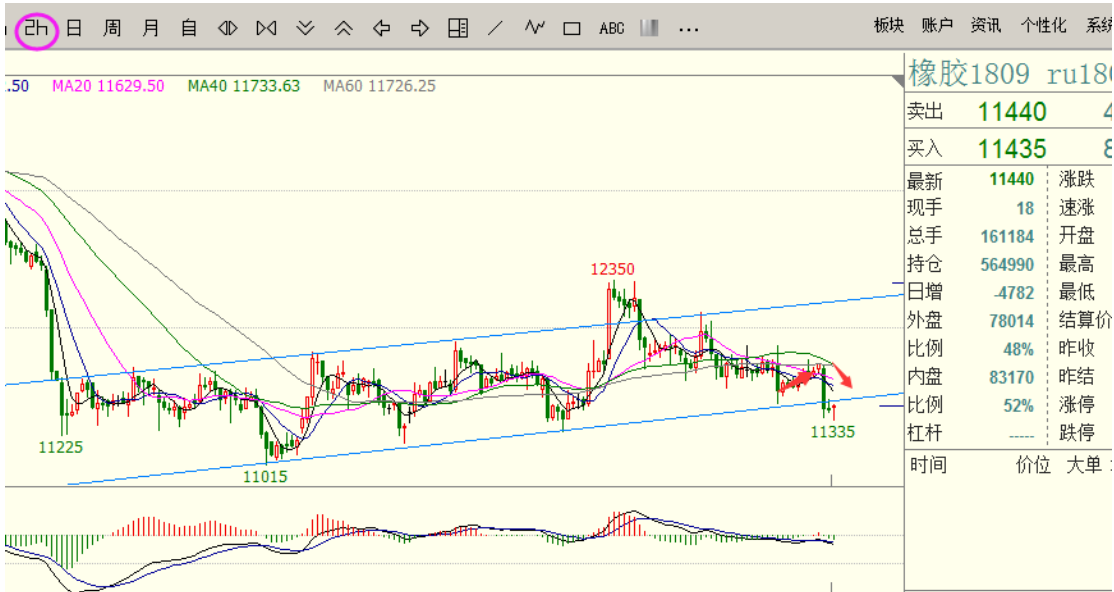 2H 日 周 月 自 ABC ... 板块 账户 资讯 个性化 系统
.50 MA20 11629.50 MA40 11733.63 MA60 11726.25
橡胶1809 ru180
卖出 11440 4
买入 11435 8
最新 11440 涨跌
现手 18 速涨
总手 161184 开盘
持仓 564990 最高
日增 -4782 最低
外盘 78014 结算价
比例 48% 昨收
内盘 83170 昨结
比例 52% 涨停
杠杆 ----- 跌停
时间 价位 大单
12350
11335
11225
11015